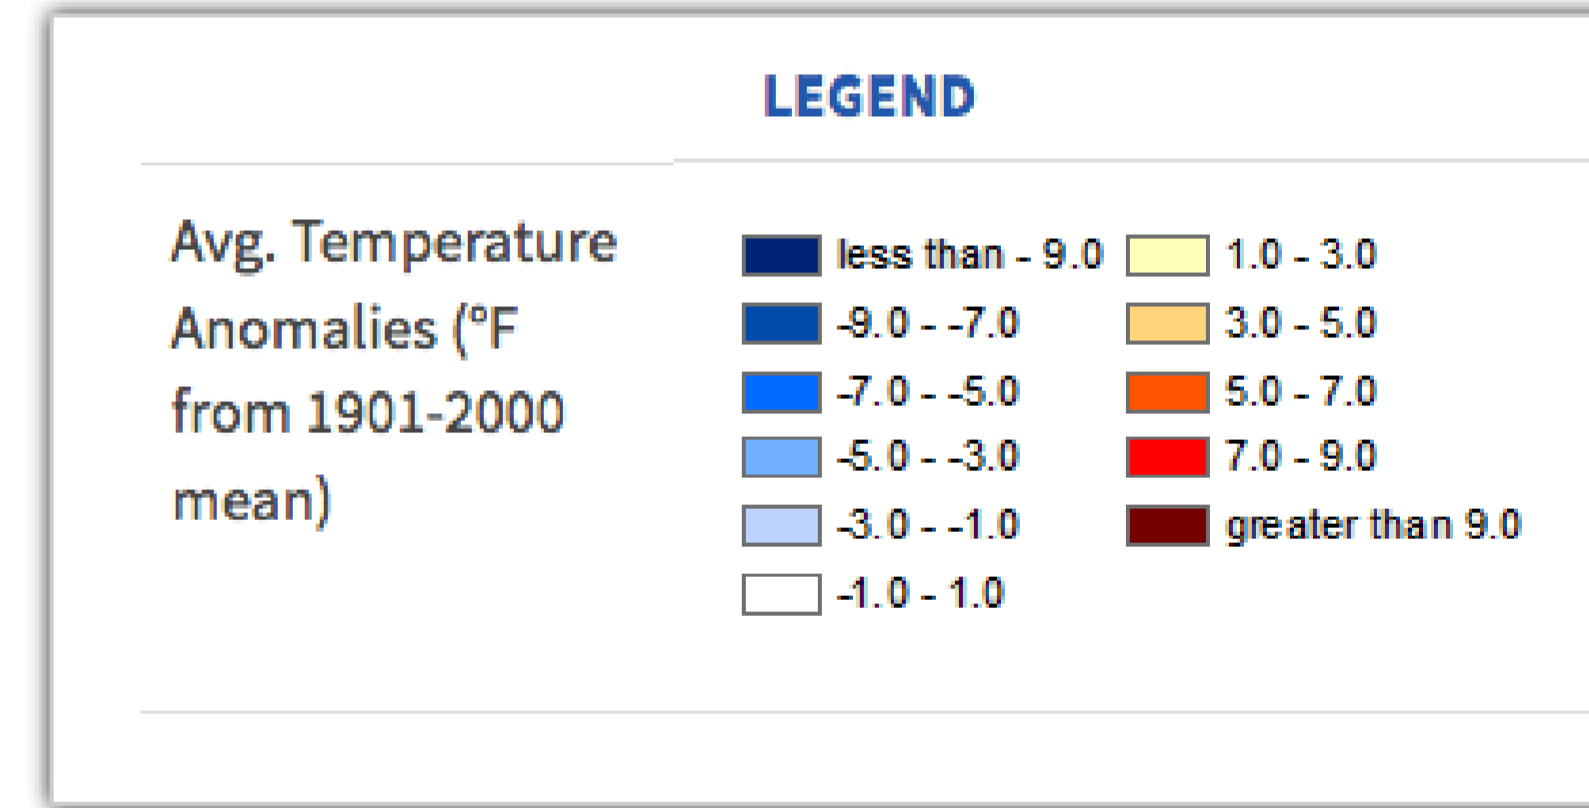 LEGEND
Avg. Temperature
Anomalies (°F
from 1901-2000
mean)
less than - 9.0
-9.0 - -7.0
-7.0 - -5.0
-5.0 - -3.0
-3.0 - -1.0
-1.0 - 1.0
1.0 - 3.0
3.0 - 5.0
5.0 - 7.0
7.0 - 9.0
greater than 9.0